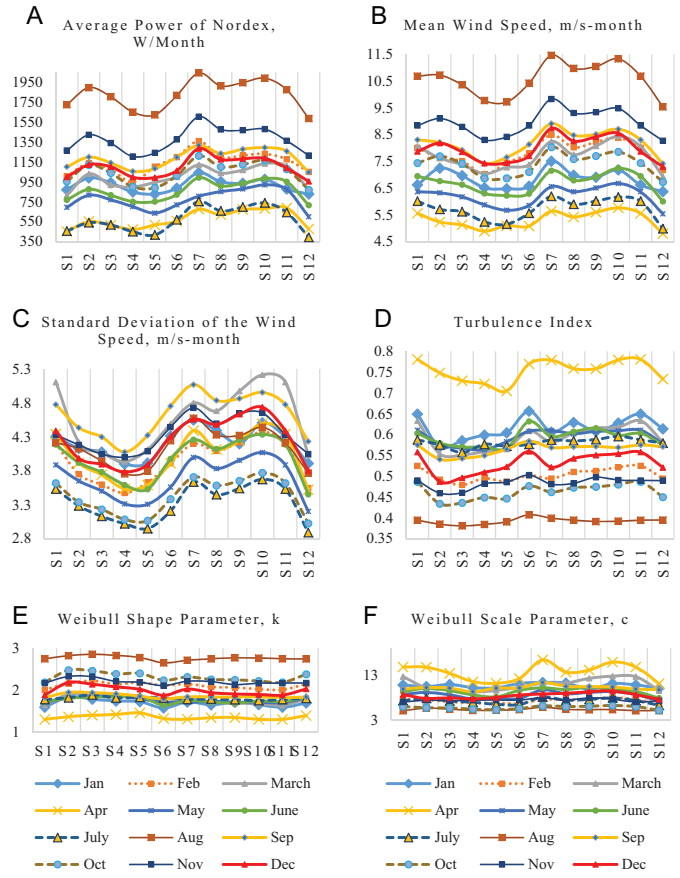 A
Average Power of Nordex,
W/Month
1950
1750
1550
1350
1150
950
750
550
350
S1 S2 S3 S4 S5 S6 S7 S8 S9 S10 S11 S12
B
Mean Wind Speed, m/s-month
11.5
10.5
9.5
8.5
7.5
6.5
5.5
4.5
S1 S2 S3 S4 S5 S6 S7 S8 S9 S10 S11 S12
C
Standard Deviation of the Wind
Speed, m/s-month
5.3
4.8
4.3
3.8
3.3
2.8
S1 S2 S3 S4 S5 S6 S7 S8 S9 S10 S11 S12
D
Turbulence Index
0.8
0.75
0.7
0.65
0.6
0.55
0.5
0.45
0.4
0.35
S1 S2 S3 S4 S5 S6 S7 S8 S9 S10 S11 S12
E
Weibull Shape Parameter, k
3
2
1
S1 S2 S3 S4 S5 S6 S7 S8 S9 S10 S11 S12
Jan Feb March
Apr May June
July Aug Sep
Oct Nov Dec
F
Weibull Scale Parameter, c
13
3
S1 S2 S3 S4 S5 S6 S7 S8 S9 S10 S11 S12
Jan Feb March
Apr May June
July Aug Sep
Oct Nov Dec